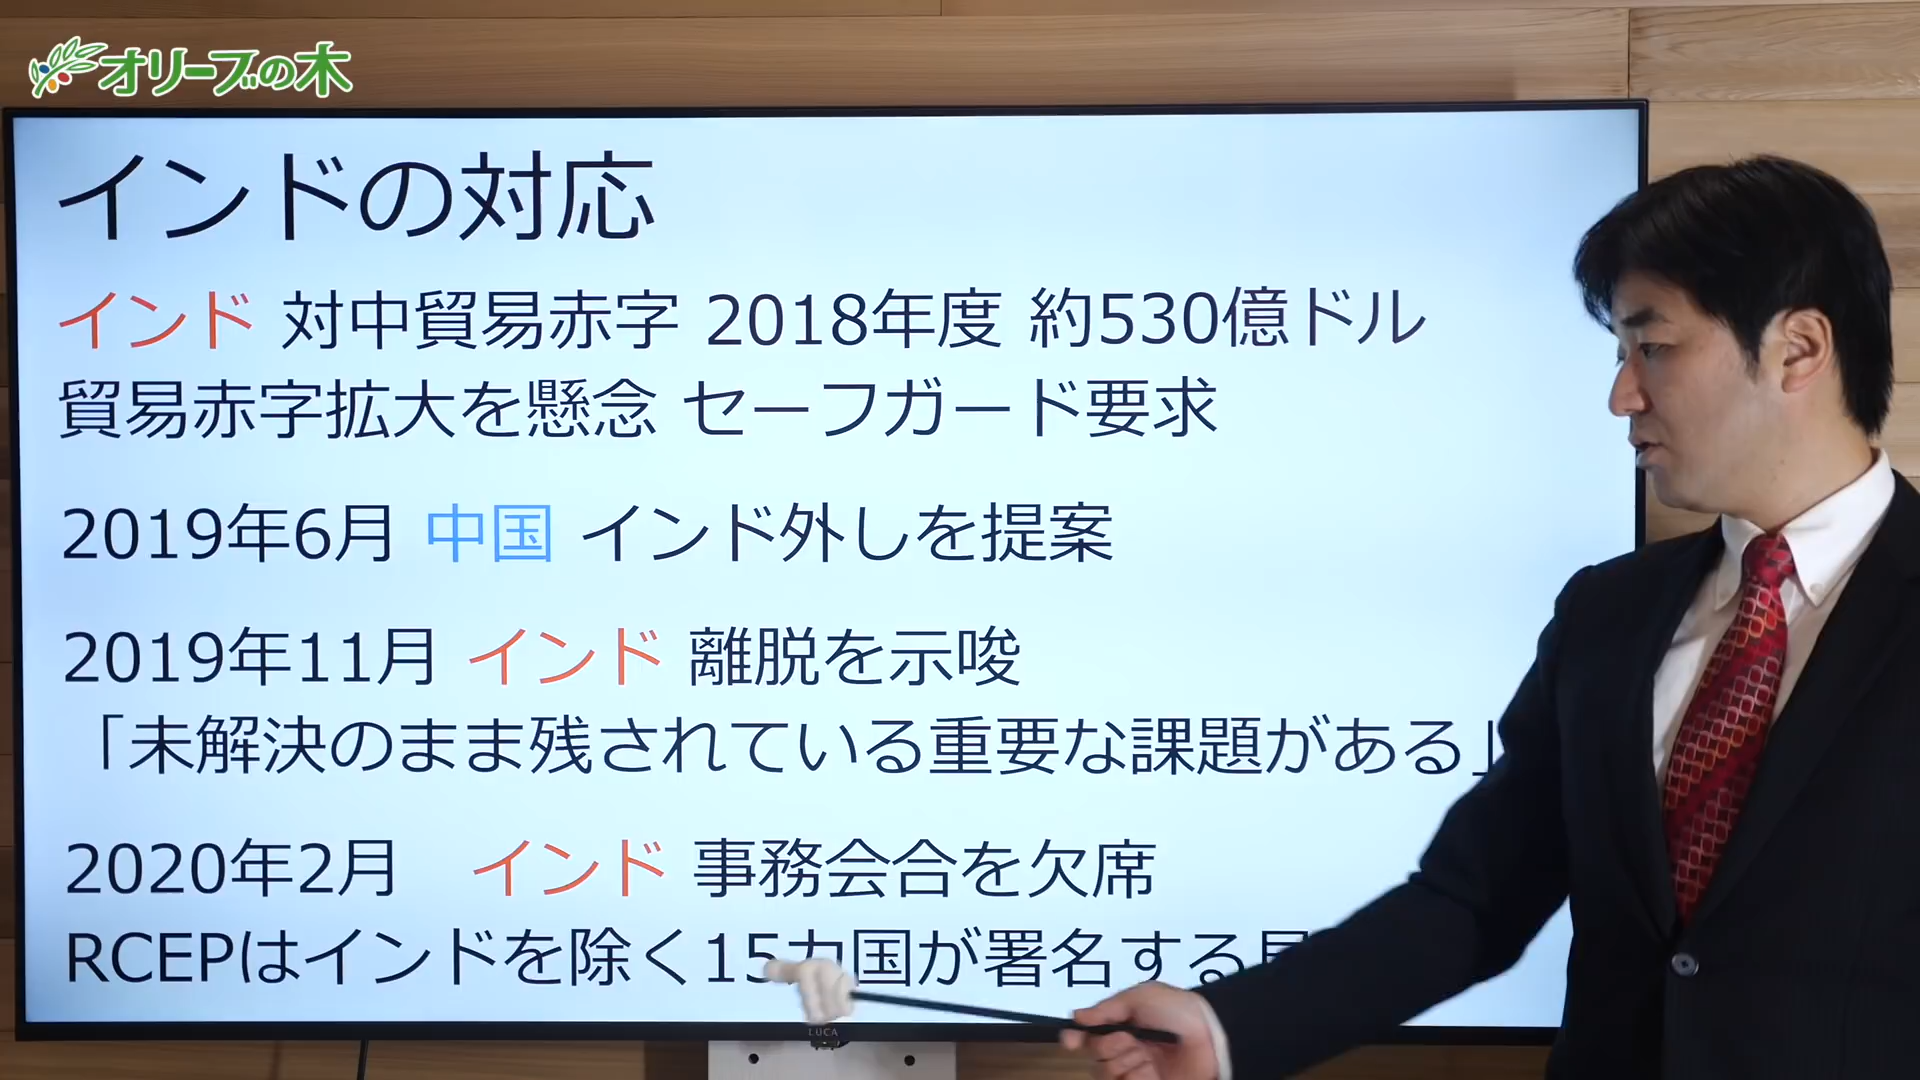 オリーブの木
インドの対応
インド 対中貿易赤字 2018年度 約530億ドル
貿易赤字拡大を懸念 セーフガード要求
2019年6月 中国 インド外しを提案
2019年11月 インド 離脱を示唆
「未解決のまま残されている重要な課題がある」
2020年2月 インド 事務会合を欠席
RCEPはインドを除く15カ国が署名する
LUCA